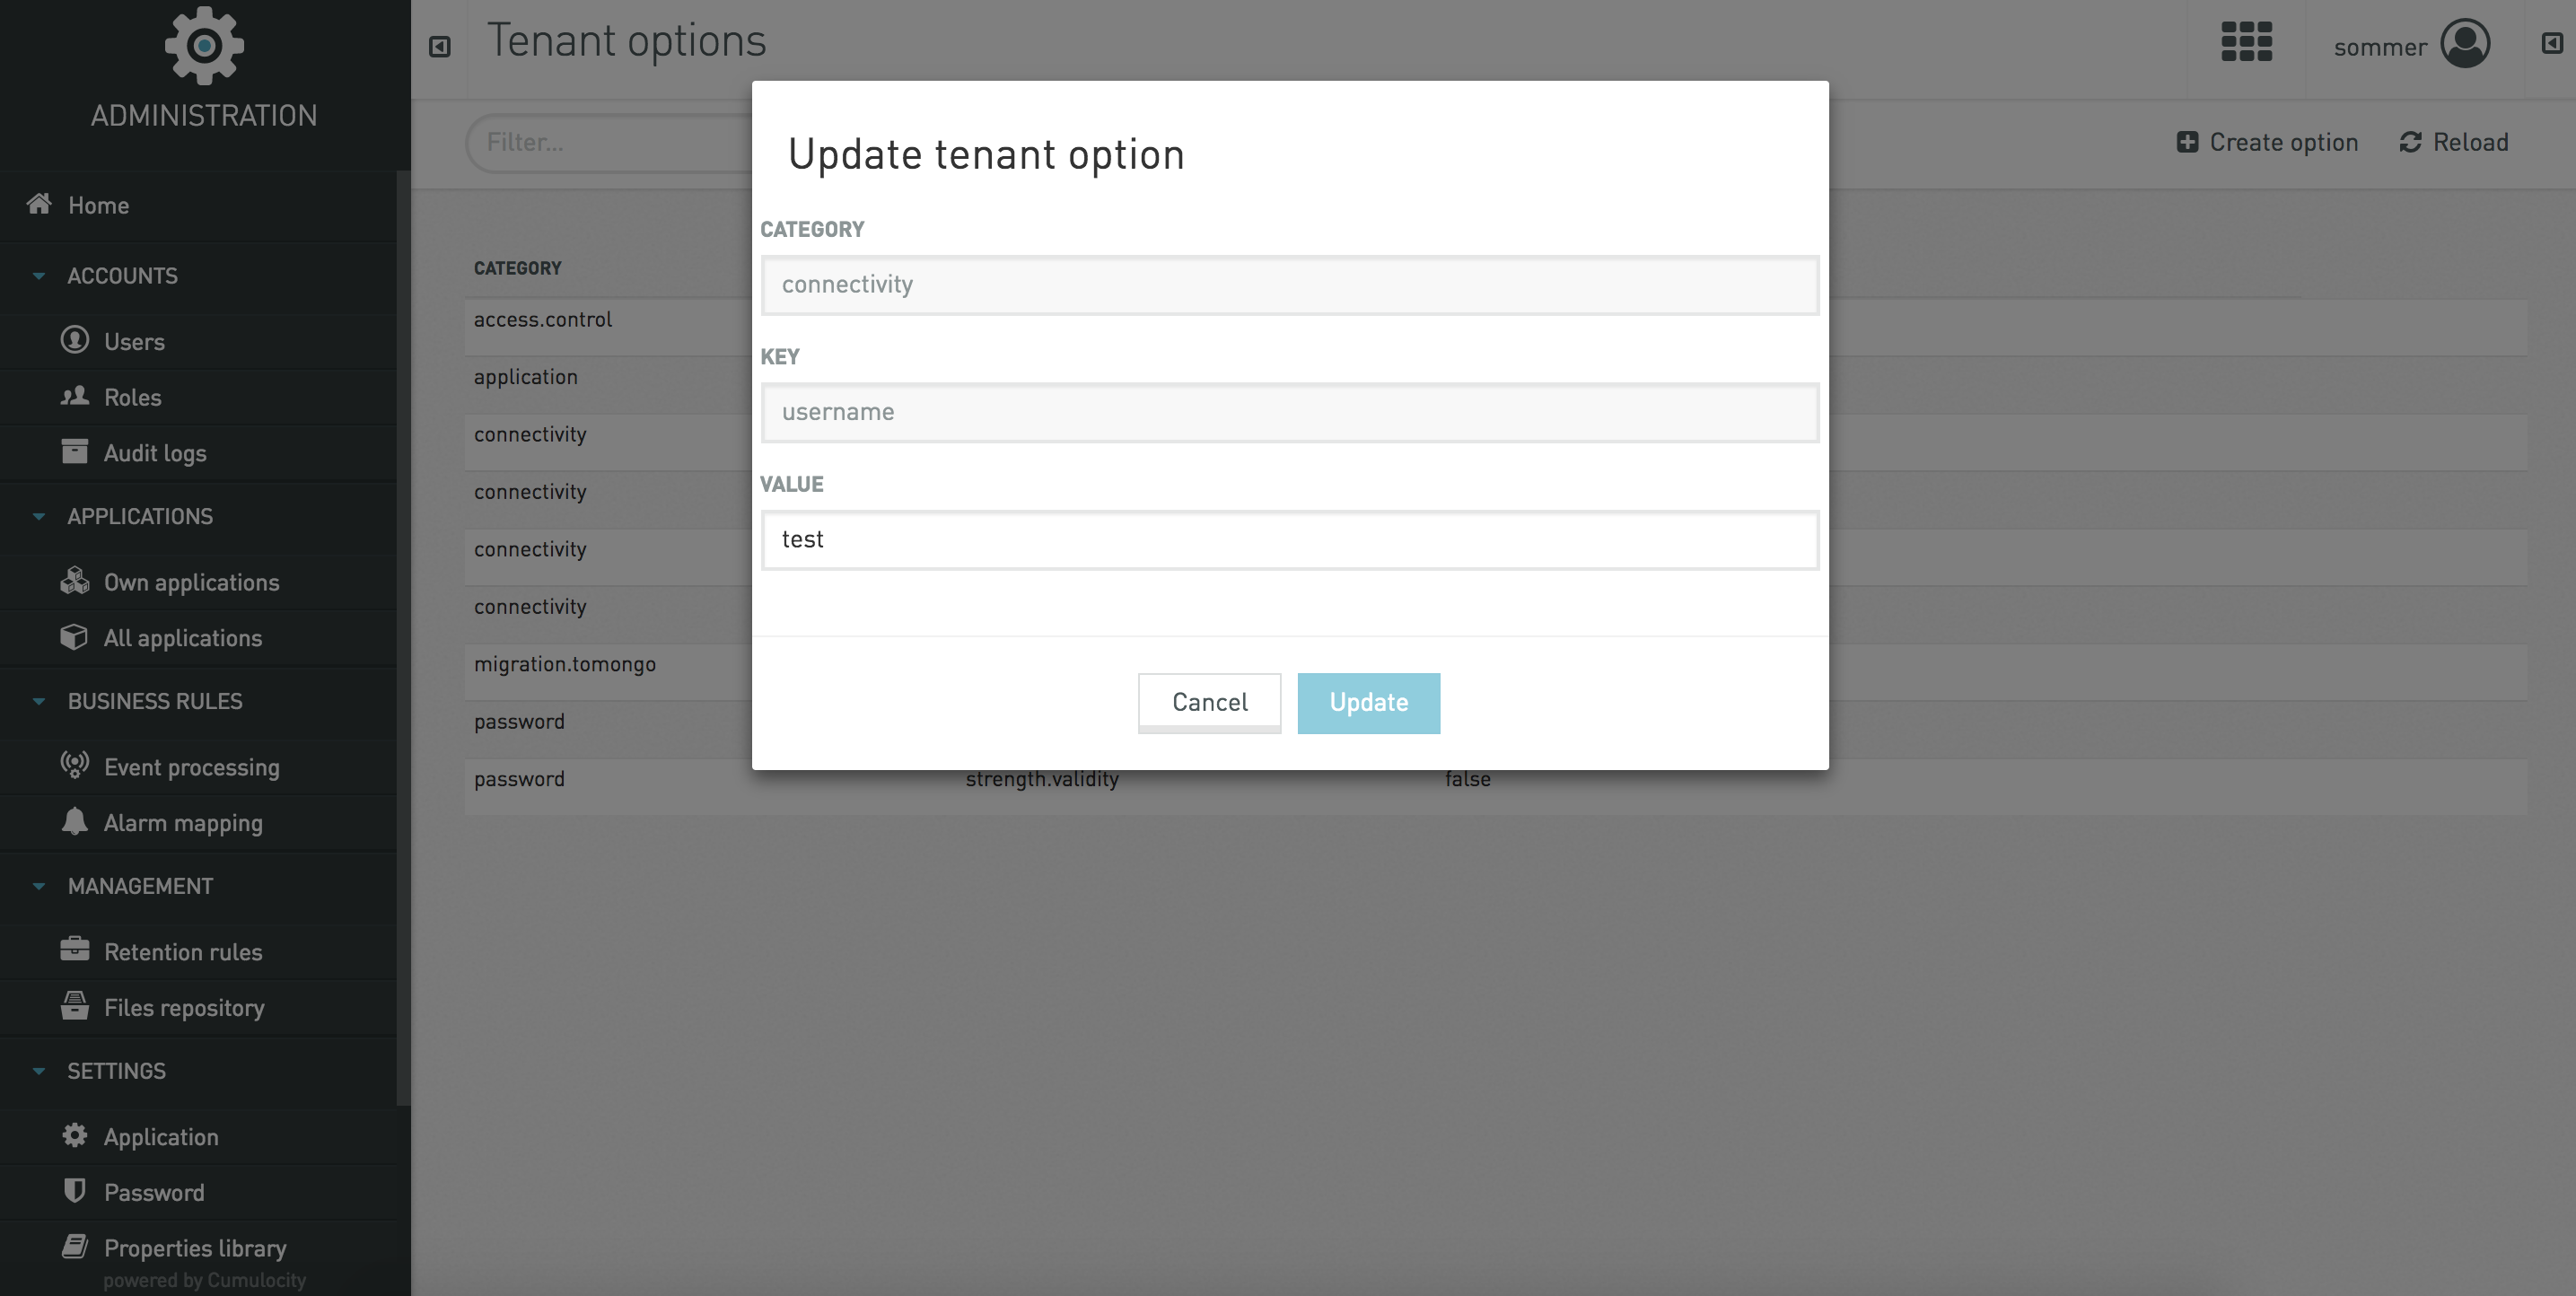 ADMINISTRATION
Home
ACCOUNTS
Users
Roles
Audit logs
APPLICATIONS
Own applications
All applications
BUSINESS RULES
Event processing
Alarm mapping
MANAGEMENT
Retention rules
Files repository
SETTINGS
Application
Password
Properties library
powered by Cumulocity
Tenant options
sommer
Filter...
Create option
Reload
CATEGORY
access.control
application
connectivity
connectivity
connectivity
connectivity
migration.tomongo
password
password strength.validity false
Update tenant option
CATEGORY
connectivity
KEY
username
VALUE
test
Cancel
Update